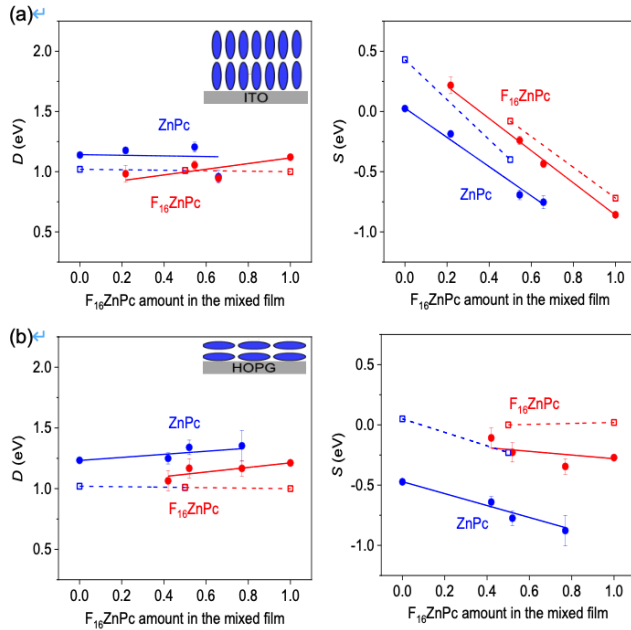 (a)↵
2.0
1.5
1.0
0.5
D (eV)
ITO
ZnPc
F₁₆ZnPc
0.0 0.2 0.4 0.6 0.8 1.0
F₁₆ZnPc amount in the mixed film
0.5
0.0
-0.5
-1.0
S (eV)
F₁₆ZnPc
ZnPc
0.0 0.2 0.4 0.6 0.8 1.0
F₁₆ZnPc amount in the mixed film
(b)↵
2.0
1.5
1.0
0.5
D (eV)
HOPG
ZnPc
F₁₆ZnPc
0.0 0.2 0.4 0.6 0.8 1.0
F₁₆ZnPc amount in the mixed film
0.5
0.0
-0.5
-1.0
S (eV)
F₁₆ZnPc
ZnPc
0.0 0.2 0.4 0.6 0.8 1.0
F₁₆ZnPc amount in the mixed film